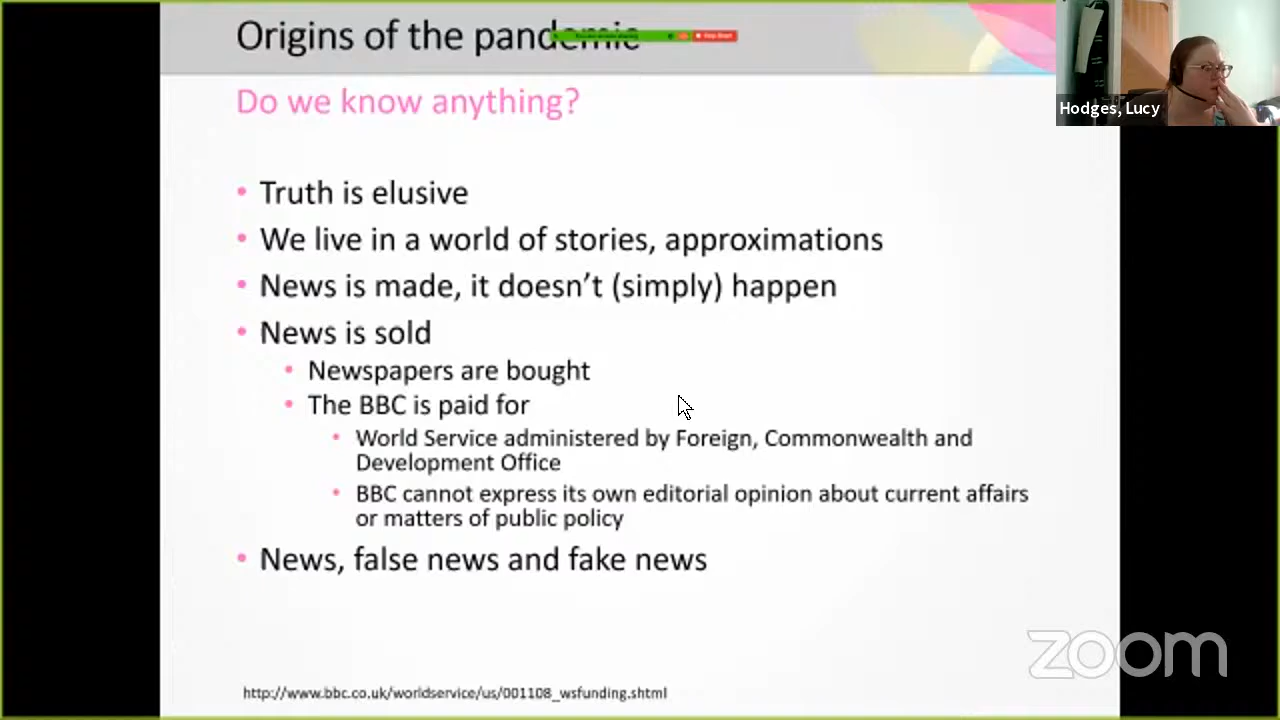 Origins of the pandemic
Hodges, Lucy
Do we know anything?
• Truth is elusive
• We live in a world of stories, approximations
• News is made, it doesn’t (simply) happen
• News is sold
• Newspapers are bought
• The BBC is paid for
• World Service administered by Foreign, Commonwealth and
Development Office
• BBC cannot express its own editorial opinion about current affairs
or matters of public policy
• News, false news and fake news
zoom
http://www.bbc.co.uk/worldservice/us/001108_wsfunding.shtml